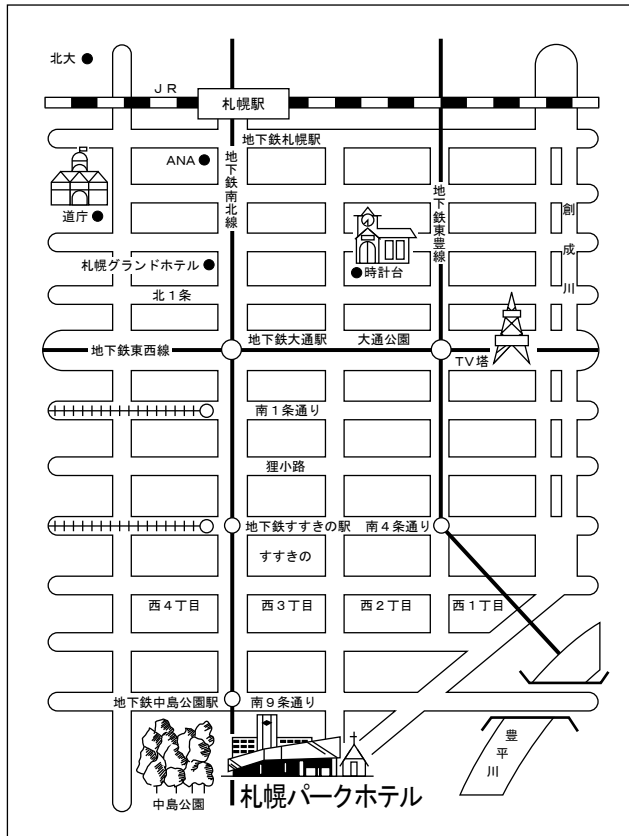 北大
JR
札幌駅
地下鉄札幌駅
ANA
地下鉄南北線
地下鉄東豊線
道庁
創成川
札幌グランドホテル
時計台
北1条
地下鉄東西線
地下鉄大通駅
大通公園
TV塔
南1条通り
狸小路
地下鉄すすきの駅
南4条通り
すすきの
西4丁目
西3丁目
西2丁目
西1丁目
地下鉄中島公園駅
南9条通り
豊平川
中島公園
札幌パークホテル